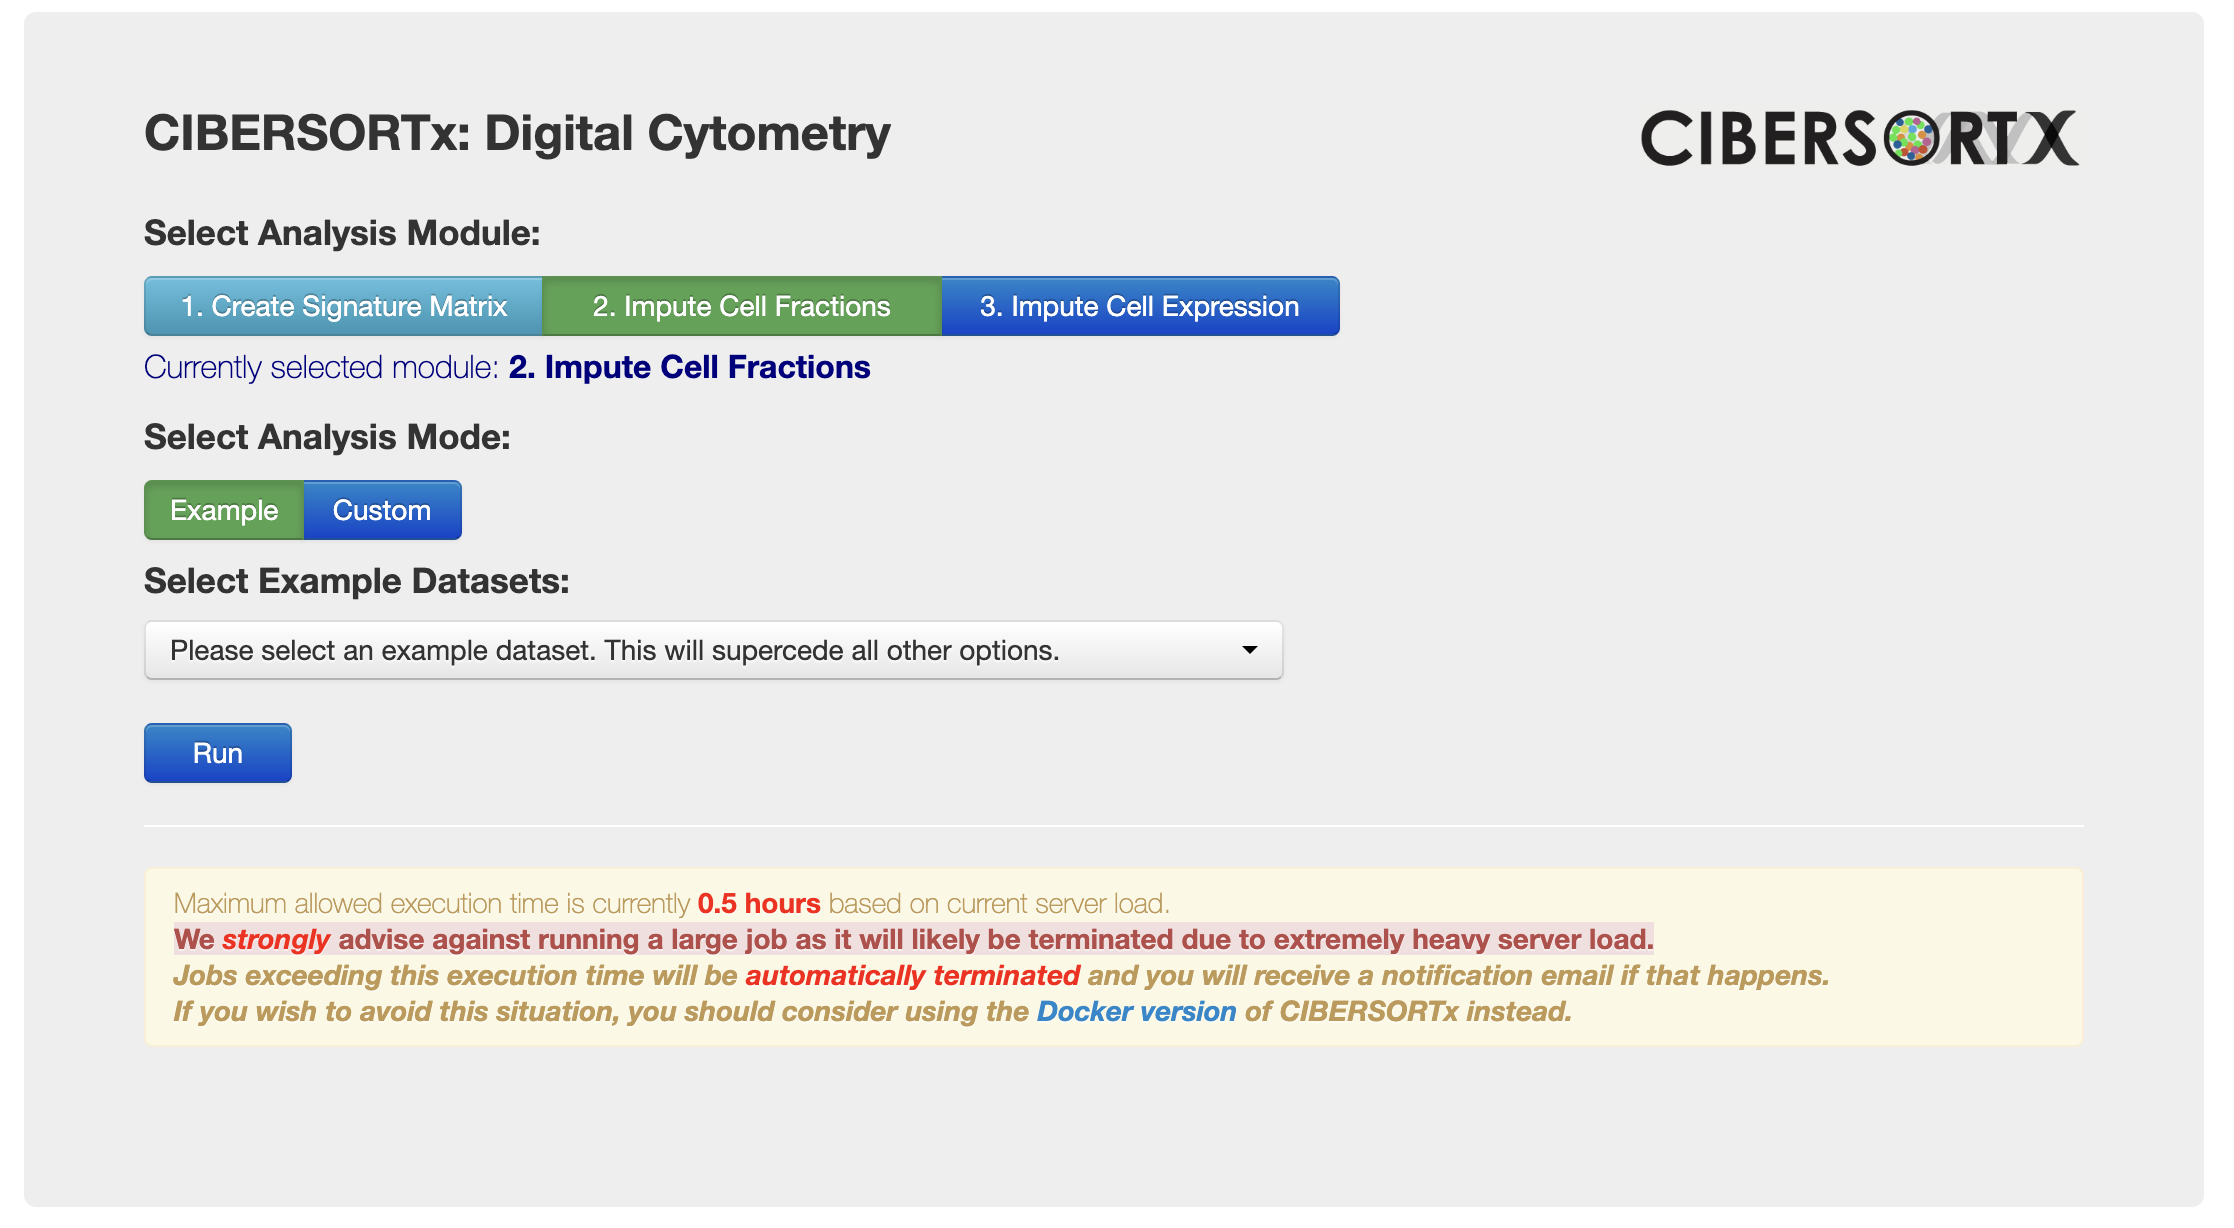 CIBERSORTx: Digital Cytometry
CIBERSORTX
Select Analysis Module:
1. Create Signature Matrix
2. Impute Cell Fractions
3. Impute Cell Expression
Currently selected module: 2. Impute Cell Fractions
Select Analysis Mode:
Example
Custom
Select Example Datasets:
Please select an example dataset. This will supercede all other options.
Run
Maximum allowed execution time is currently 0.5 hours based on current server load.
We strongly advise against running a large job as it will likely be terminated due to extremely heavy server load.
Jobs exceeding this execution time will be automatically terminated and you will receive a notification email if that happens.
If you wish to avoid this situation, you should consider using the Docker version of CIBERSORTx instead.